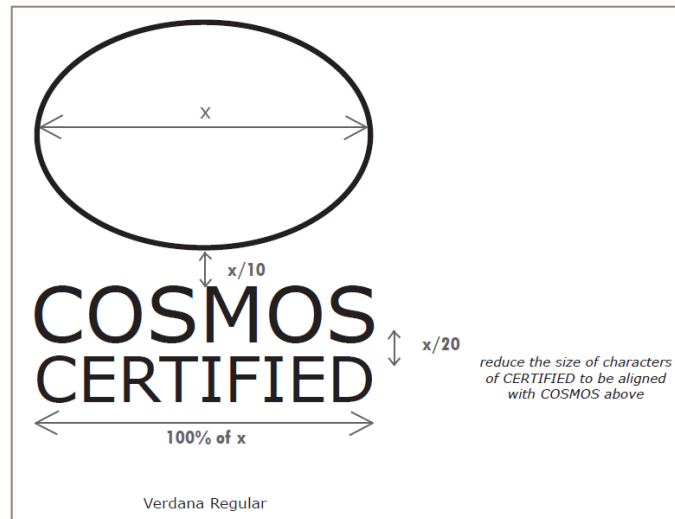 x
x/10
COSMOS
x/20
CERTIFIED
reduce the size of characters
of CERTIFIED to be aligned
with COSMOS above
100% of x
Verdana Regular